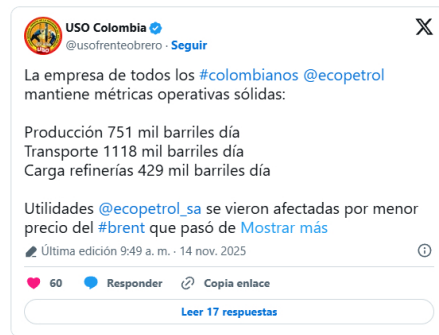 USO Colombia
@usofrenteobrero · Seguir
La empresa de todos los #colombianos @ecopetrol
mantiene métricas operativas sólidas:
Producción 751 mil barriles día
Transporte 1118 mil barriles día
Carga refinerías 429 mil barriles día
Utilidades @ecopetrol_sa se vieron afectadas por menor
precio del #brent que pasó de Mostrar más
Última edición 9:49 a. m. · 14 nov. 2025
60 Responder Copia enlace
Leer 17 respuestas